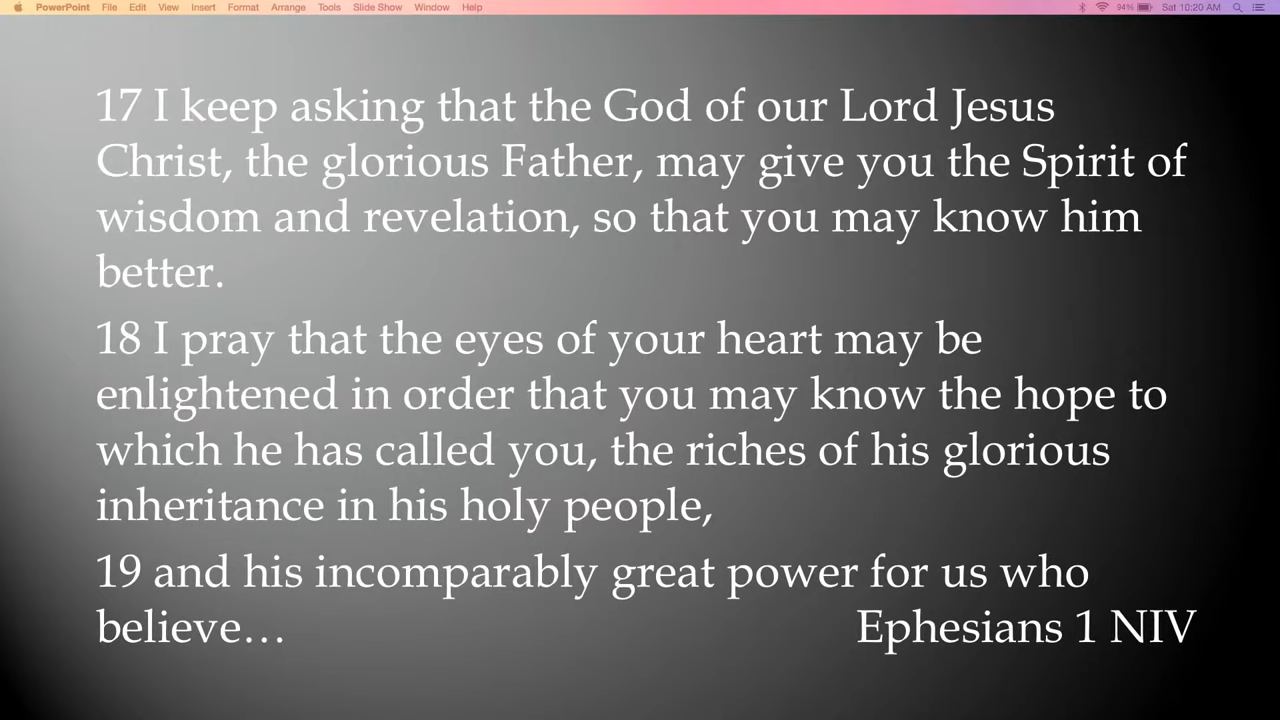 PowerPoint File Edit View Insert Format Arrange Tools Slide Show Window Help 94% Sat 10:20 AM
17 I keep asking that the God of our Lord Jesus
Christ, the glorious Father, may give you the Spirit of
wisdom and revelation, so that you may know him
better.
18 I pray that the eyes of your heart may be
enlightened in order that you may know the hope to
which he has called you, the riches of his glorious
inheritance in his holy people,
19 and his incomparably great power for us who
believe… Ephesians 1 NIV